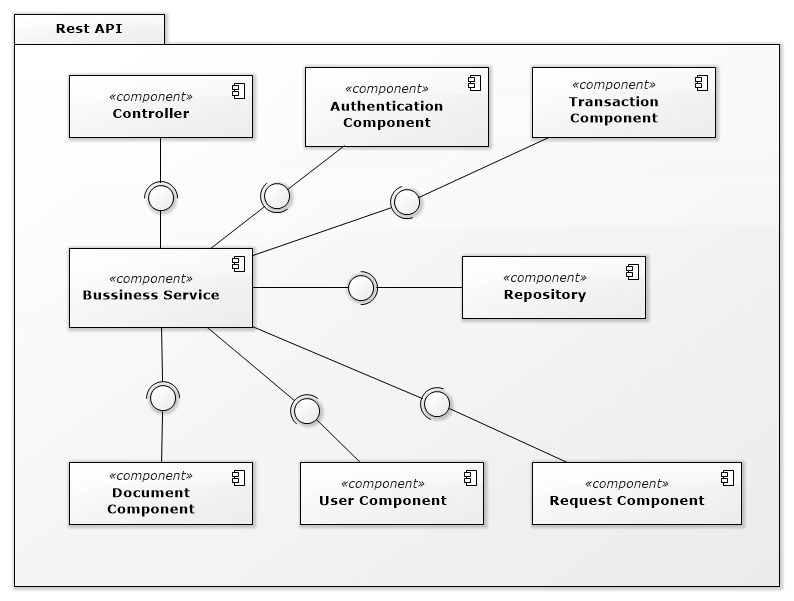 Rest API
«component»
Controller
«component»
Authentication
Component
«component»
Transaction
Component
«component»
Bussiness Service
«component»
Repository
«component»
Document
Component
«component»
User Component
«component»
Request Component